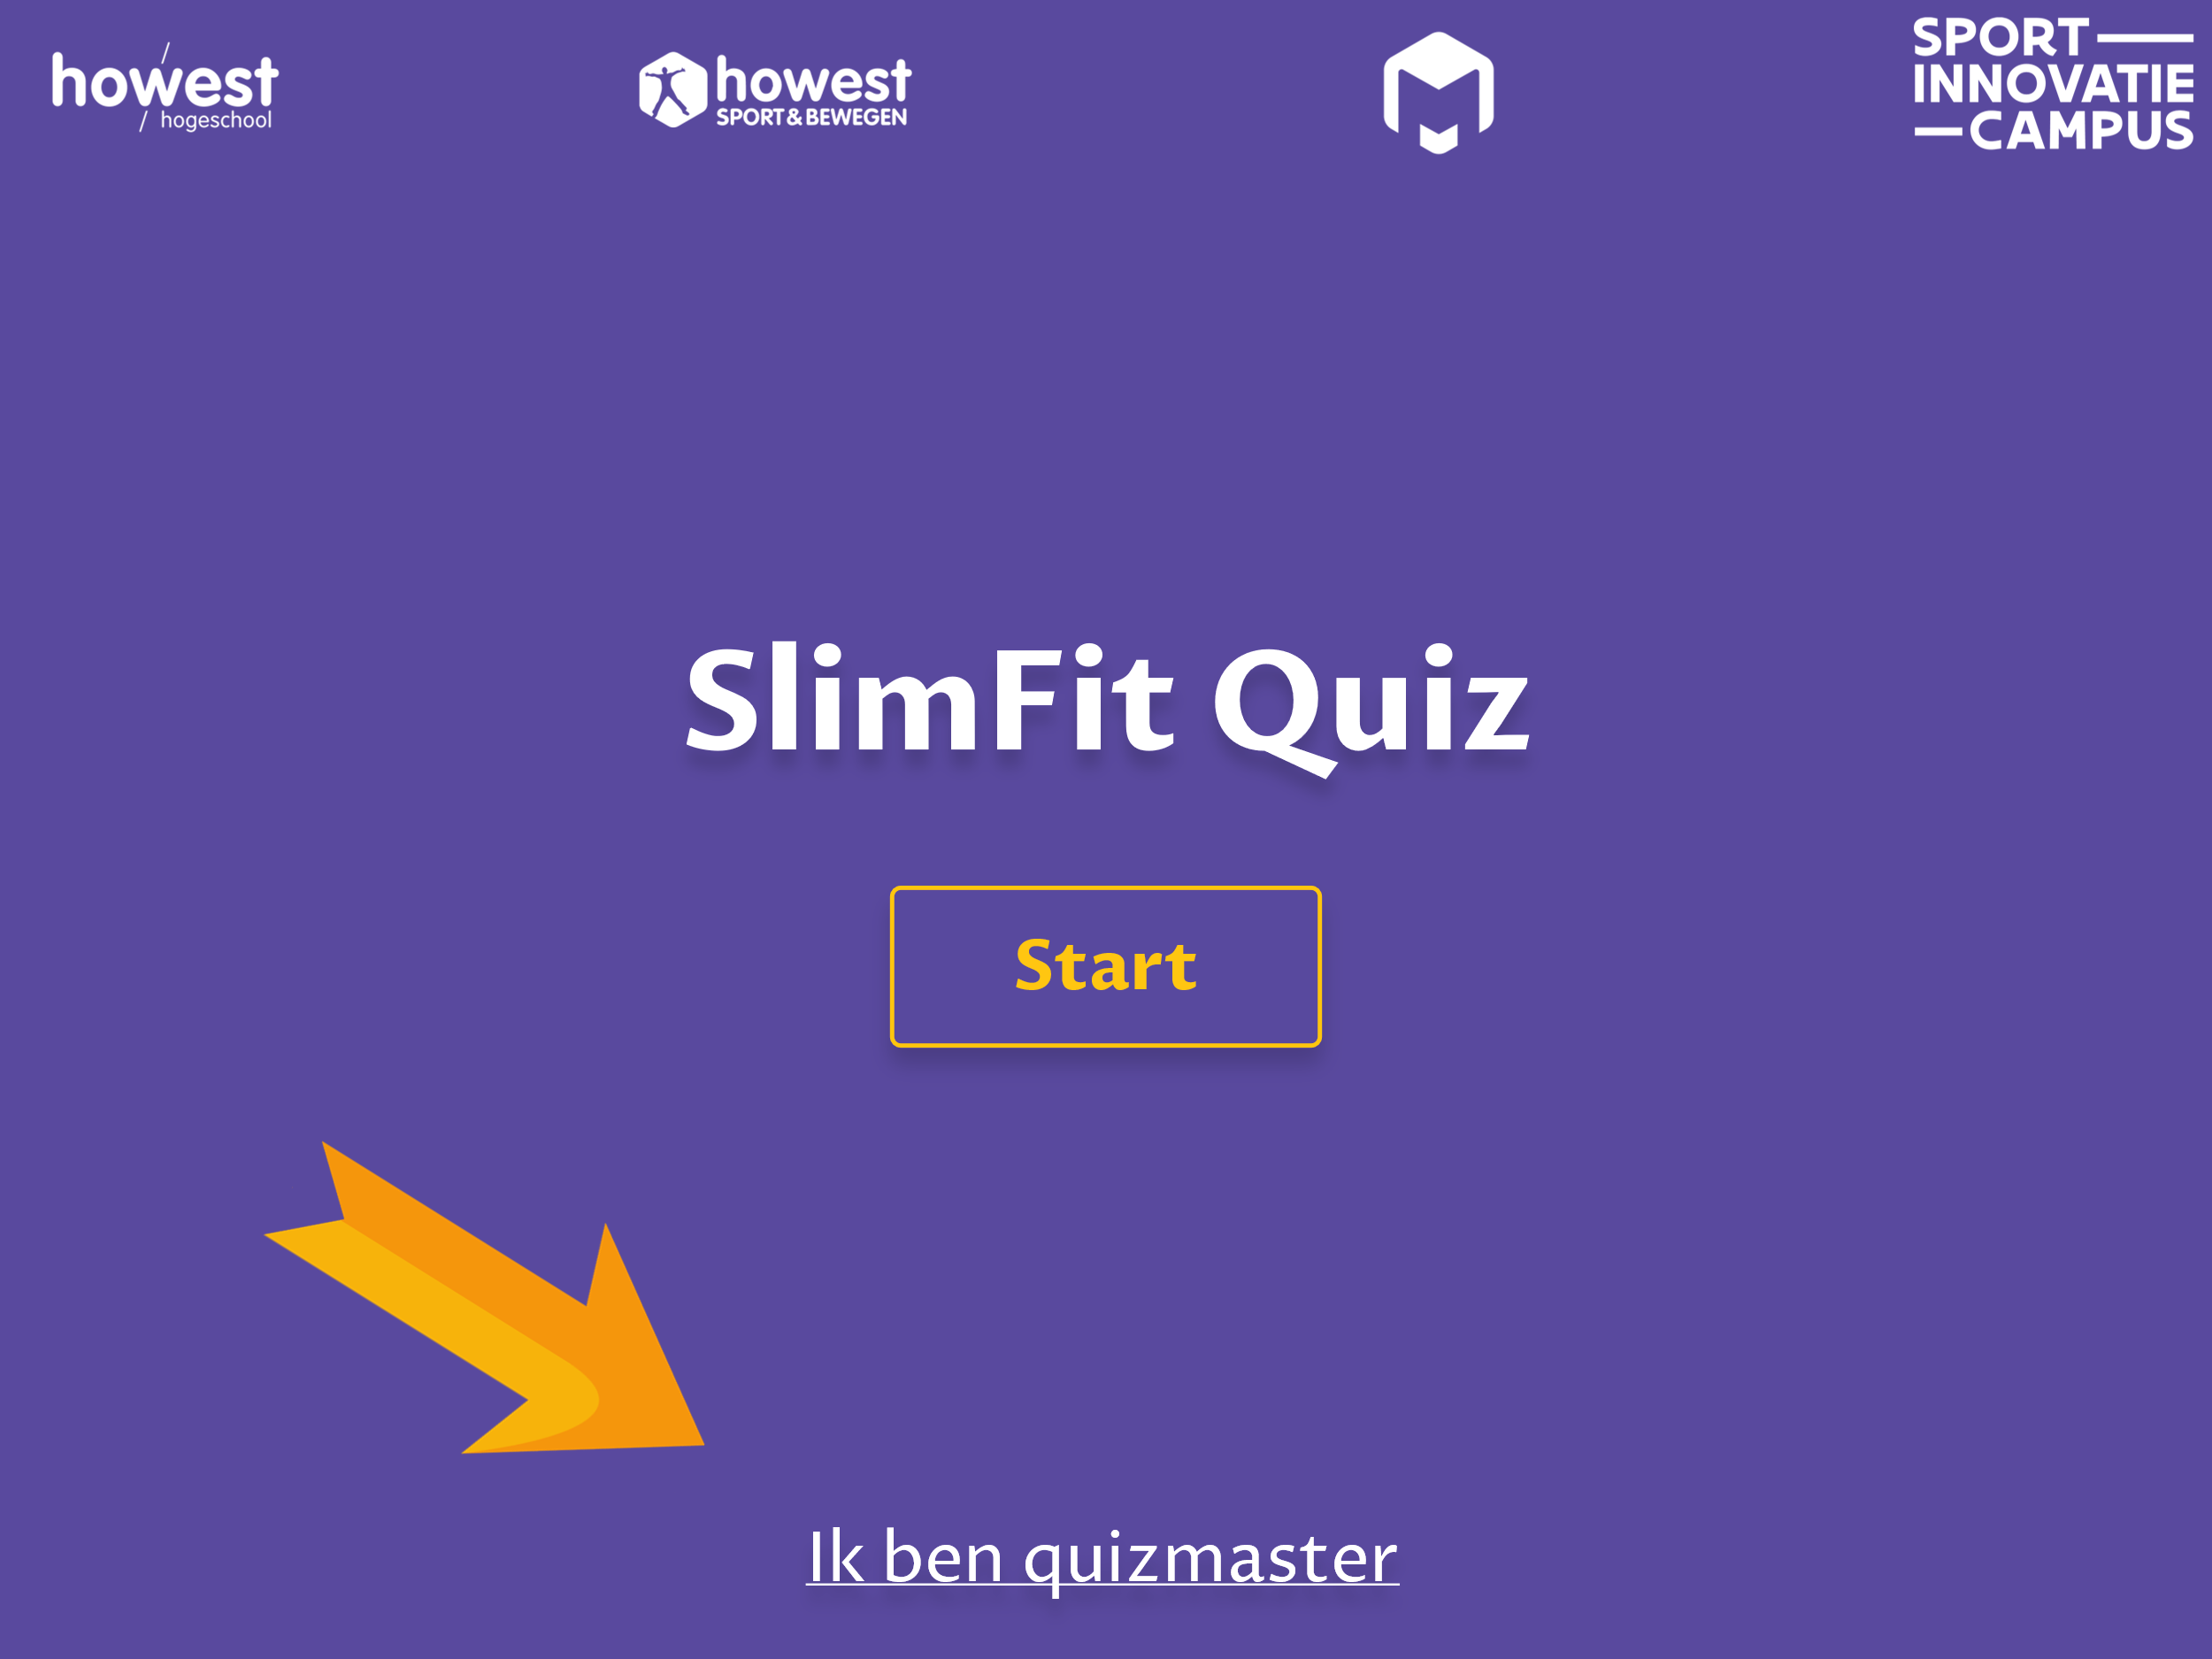 howest
hogeschool
howest
SPORT & BEWEGEN
SPORT
INNOVATIE
CAMPUS
SlimFit Quiz
Start
Ik ben quizmaster